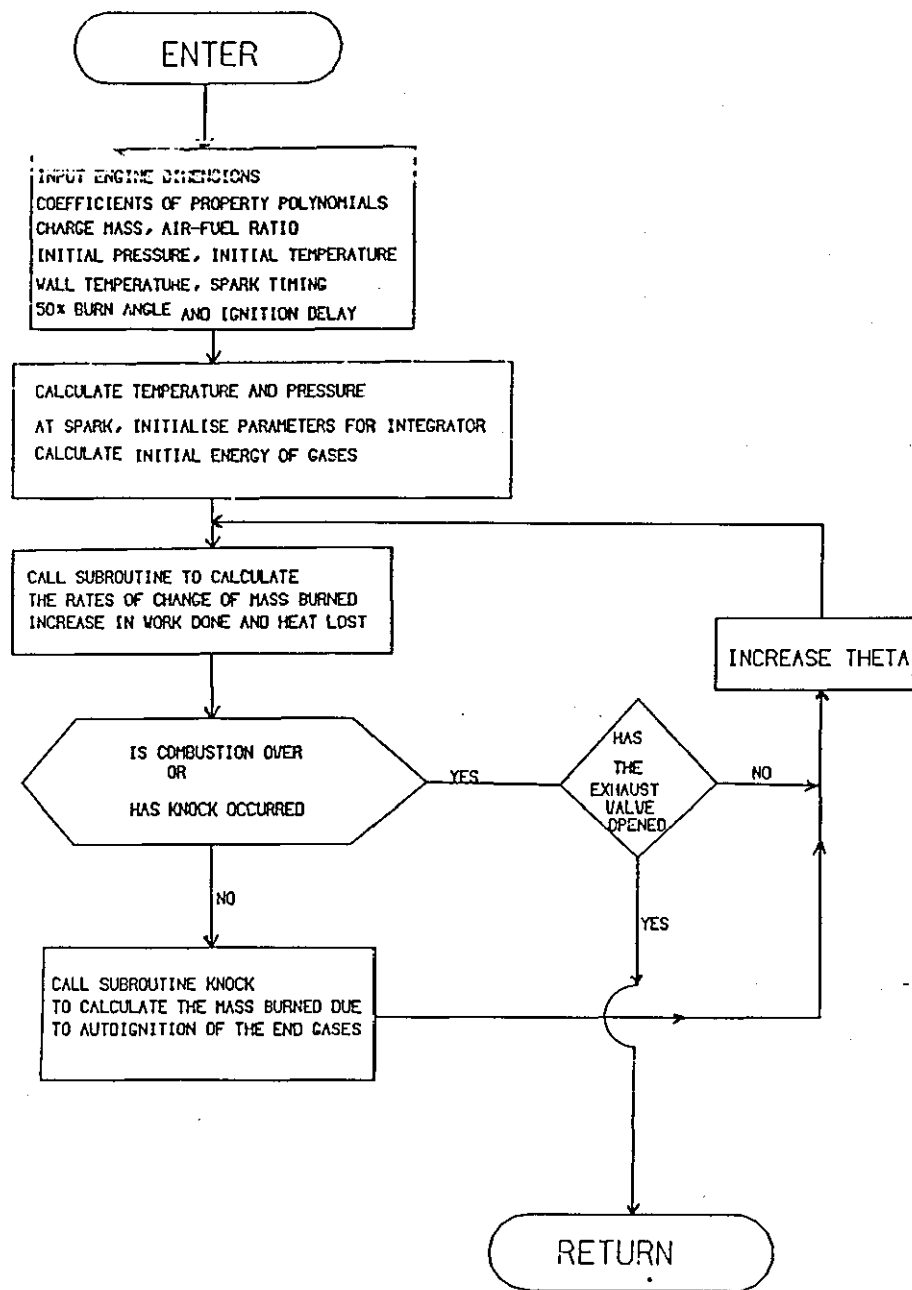 ENTER
INPUT ENGINE DIMENSIONS
COEFFICIENTS OF PROPERTY POLYNOMIALS
CHARGE MASS, AIR-FUEL RATIO
INITIAL PRESSURE, INITIAL TEMPERATURE
WALL TEMPERATURE, SPARK TIMING
50% BURN ANGLE AND IGNITION DELAY
CALCULATE TEMPERATURE AND PRESSURE
AT SPARK, INITIALISE PARAMETERS FOR INTEGRATOR
CALCULATE INITIAL ENERGY OF GASES
CALL SUBROUTINE TO CALCULATE
THE RATES OF CHANGE OF MASS BURNED
INCREASE IN WORK DONE AND HEAT LOST
INCREASE THETA
IS COMBUSTION OVER
OR
HAS KNOCK OCCURRED
YES
HAS
THE
EXHAUST
VALVE
OPENED
NO
NO
YES
CALL SUBROUTINE KNOCK
TO CALCULATE THE MASS BURNED DUE
TO AUTOIGNITION OF THE END GASES
RETURN